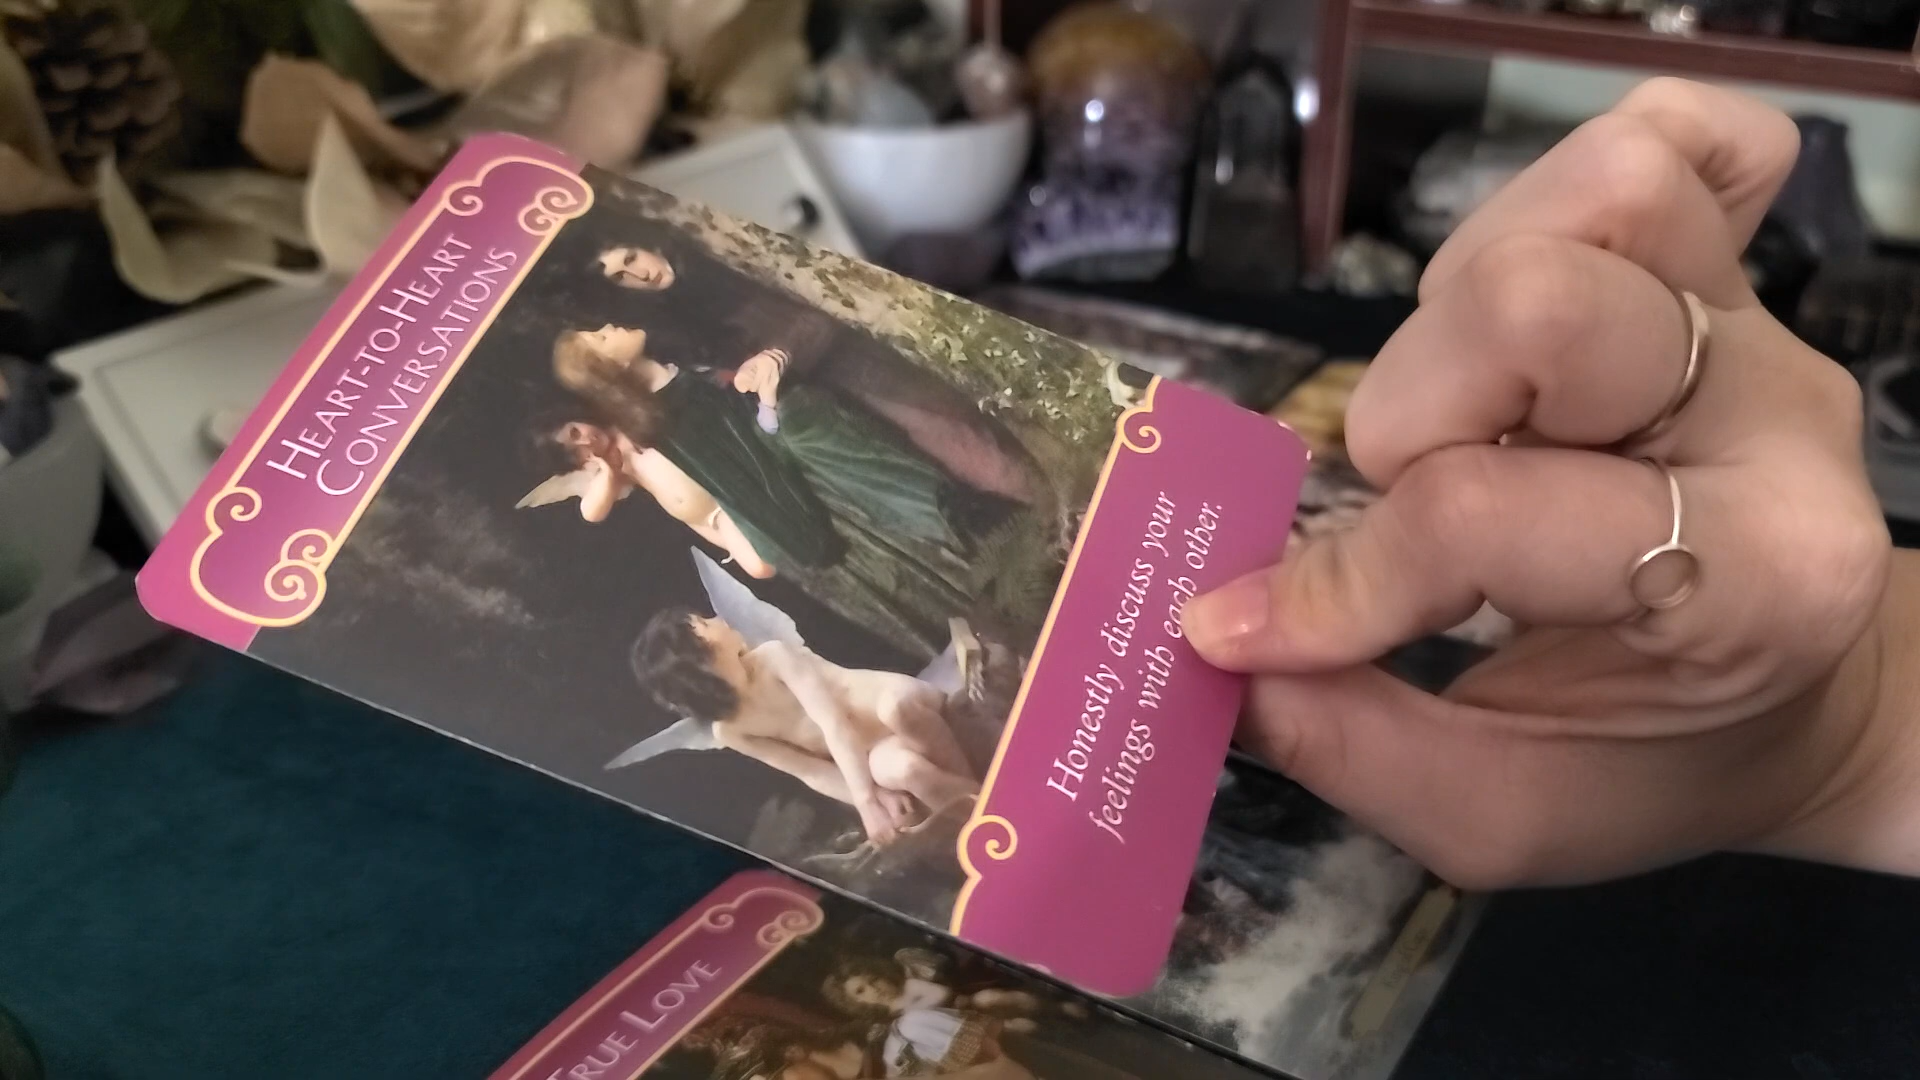 HEART-TO-HEART
CONVERSATIONS
Honestly discuss your
feelings with each other.
TRUE LOVE